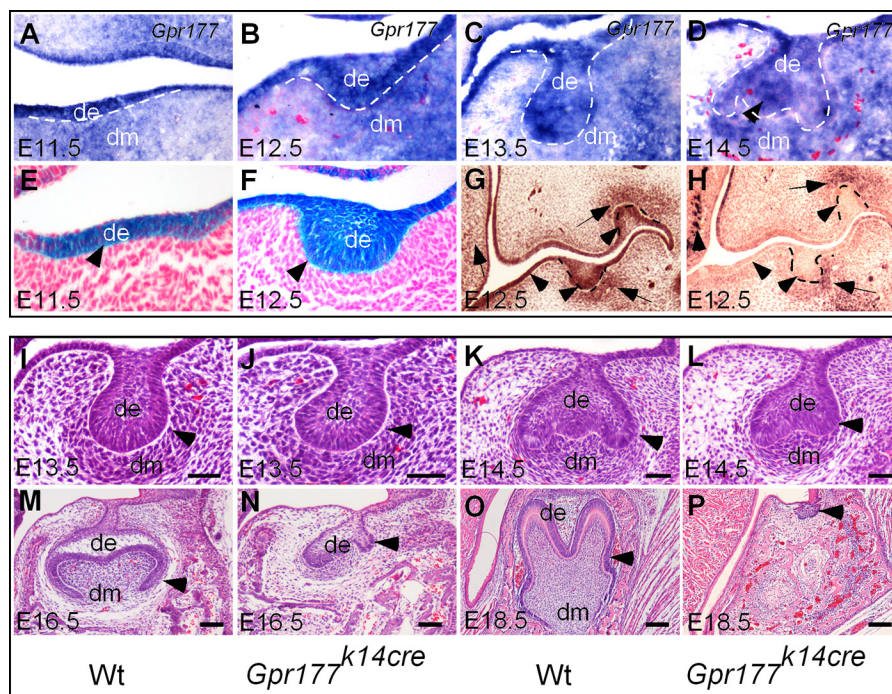 A Gpr177 de dm E11.5
B Gpr177 de dm E12.5
C Gpr177 de dm E13.5
D Gpr177 de dm E14.5
E de E11.5
F de E12.5
G E12.5
H E12.5
I de dm E13.5
J de dm E13.5
K de dm E14.5
L de dm E14.5
M de dm E16.5
N de E16.5
O de dm E18.5
P E18.5
Wt Gpr177k14cre Wt Gpr177k14cre